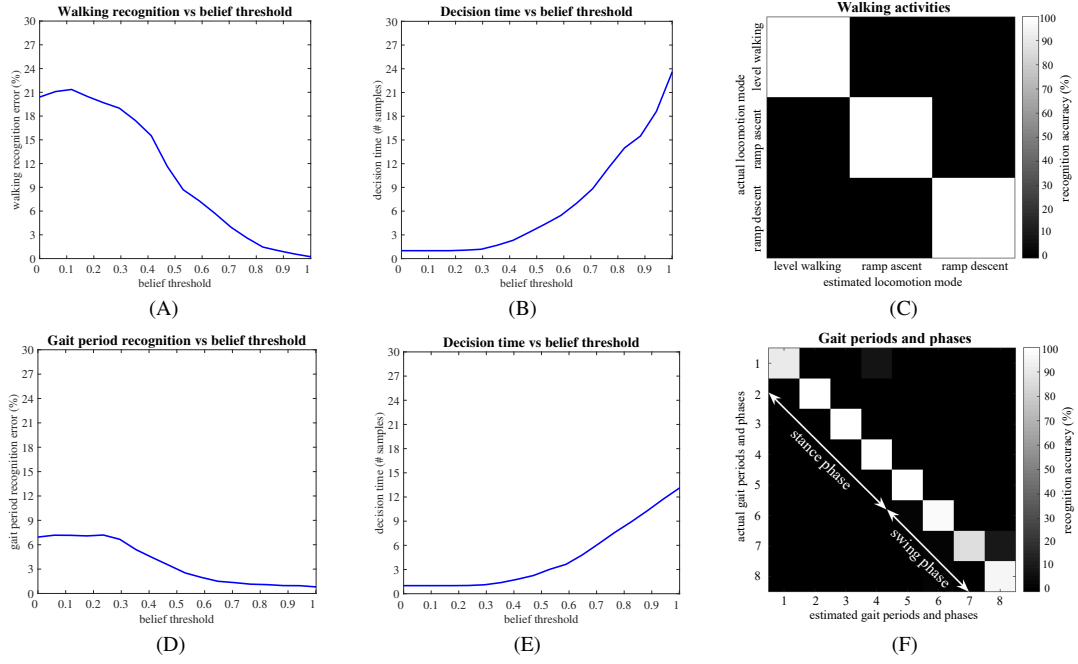 Walking recognition vs belief threshold
30
27
24
21
18
15
12
9
6
3
0
walking recognition error (%)
0 0.1 0.2 0.3 0.4 0.5 0.6 0.7 0.8 0.9 1
belief threshold
(A)
Decision time vs belief threshold
30
27
24
21
18
15
12
9
6
3
0
decision time (# samples)
0 0.1 0.2 0.3 0.4 0.5 0.6 0.7 0.8 0.9 1
belief threshold
(B)
Walking activities
actual locomotion mode
level walking
ramp ascent
ramp descent
level walking ramp ascent ramp descent
estimated locomotion mode
100
90
80
70
60
50
40
30
20
10
0
recognition accuracy (%)
(C)
Gait period recognition vs belief threshold
30
27
24
21
18
15
12
9
6
3
0
gait period recognition error (%)
0 0.1 0.2 0.3 0.4 0.5 0.6 0.7 0.8 0.9 1
belief threshold
(D)
Decision time vs belief threshold
30
27
24
21
18
15
12
9
6
3
0
decision time (# samples)
0 0.1 0.2 0.3 0.4 0.5 0.6 0.7 0.8 0.9 1
belief threshold
(E)
Gait periods and phases
actual gait periods and phases
1
2
3
4
5
6
7
8
stance phase
swing phase
1 2 3 4 5 6 7 8
estimated gait periods and phases
100
90
80
70
60
50
40
30
20
10
0
recognition accuracy (%)
(F)